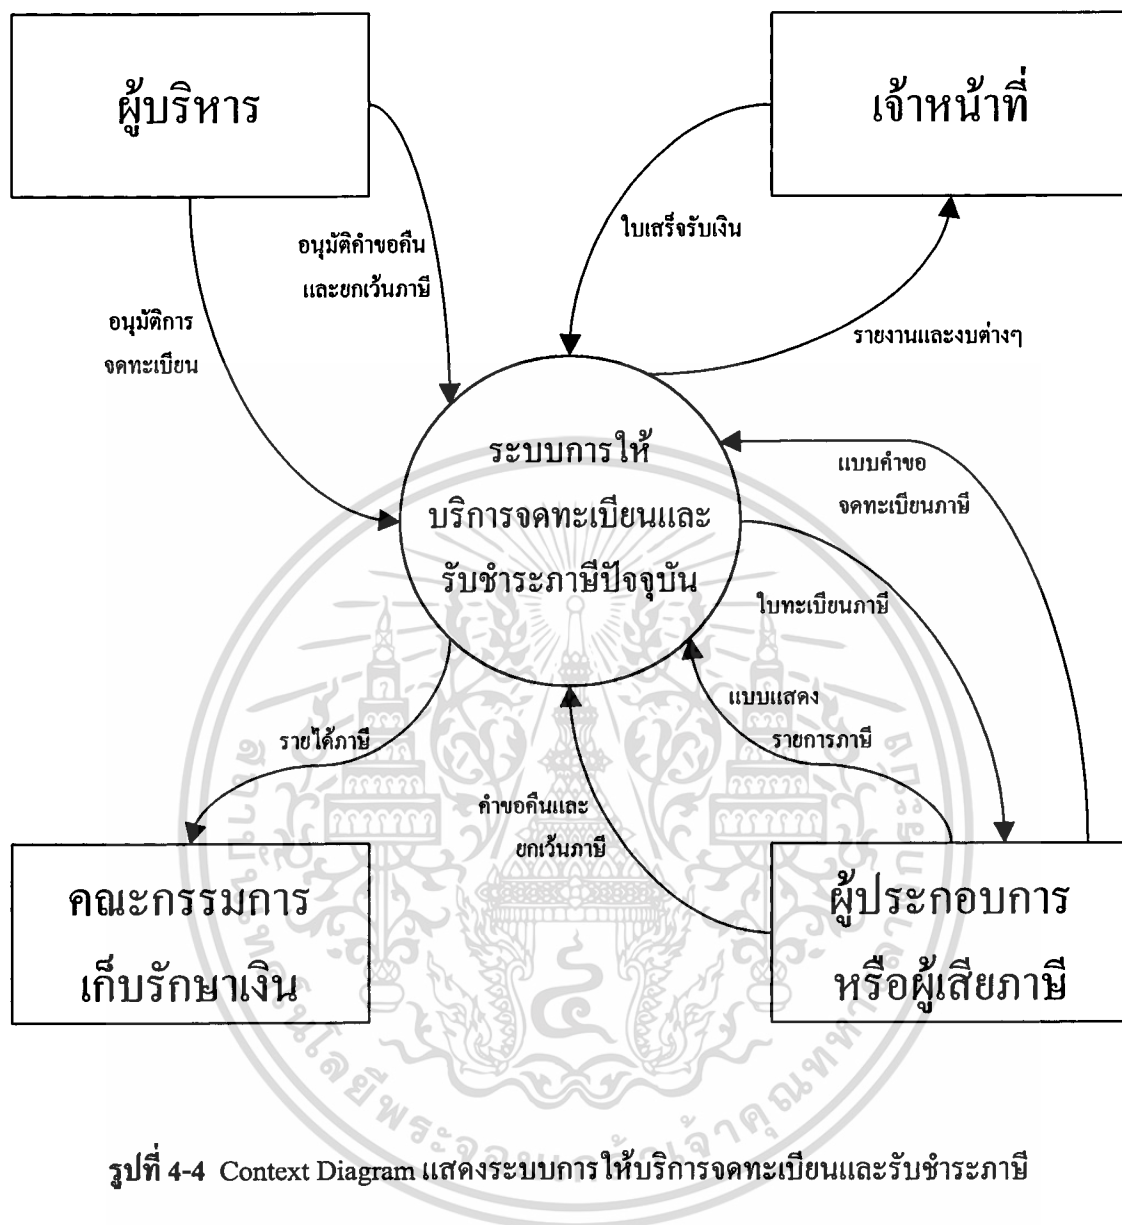 ผู้บริหาร
เจ้าหน้าที่
ใบเสร็จรับเงิน
อนุมัติคำขอคืน
และยกเว้นภาษี
อนุมัติการ
จดทะเบียน
รายงานและงบต่างๆ
ระบบการให้
บริการจดทะเบียนและ
รับชำระภาษีปัจจุบัน
แบบคำขอ
จดทะเบียนภาษี
ใบทะเบียนภาษี
แบบแสดง
รายการภาษี
รายได้ภาษี
คำขอคืนและ
ยกเว้นภาษี
คณะกรรมการ
เก็บรักษาเงิน
ผู้ประกอบการ
หรือผู้เสียภาษี
รูปที่ 4-4 Context Diagram แสดงระบบการให้บริการจดทะเบียนและรับชำระภาษี